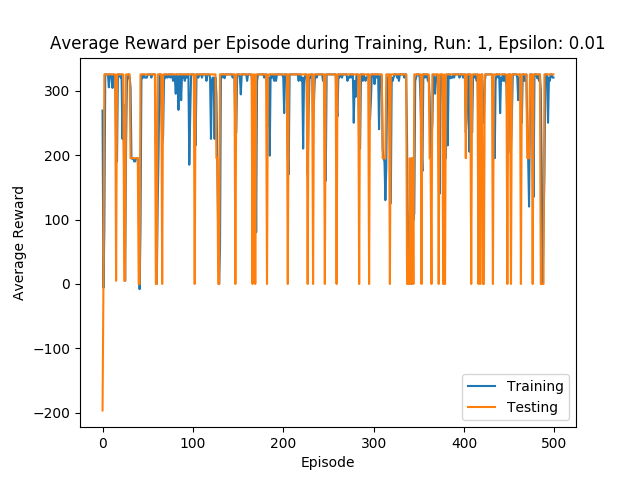 Average Reward per Episode during Training, Run: 1, Epsilon: 0.01
Average Reward
300
200
100
0
−100
−200
0
100
200
300
400
500
Episode
Training
Testing